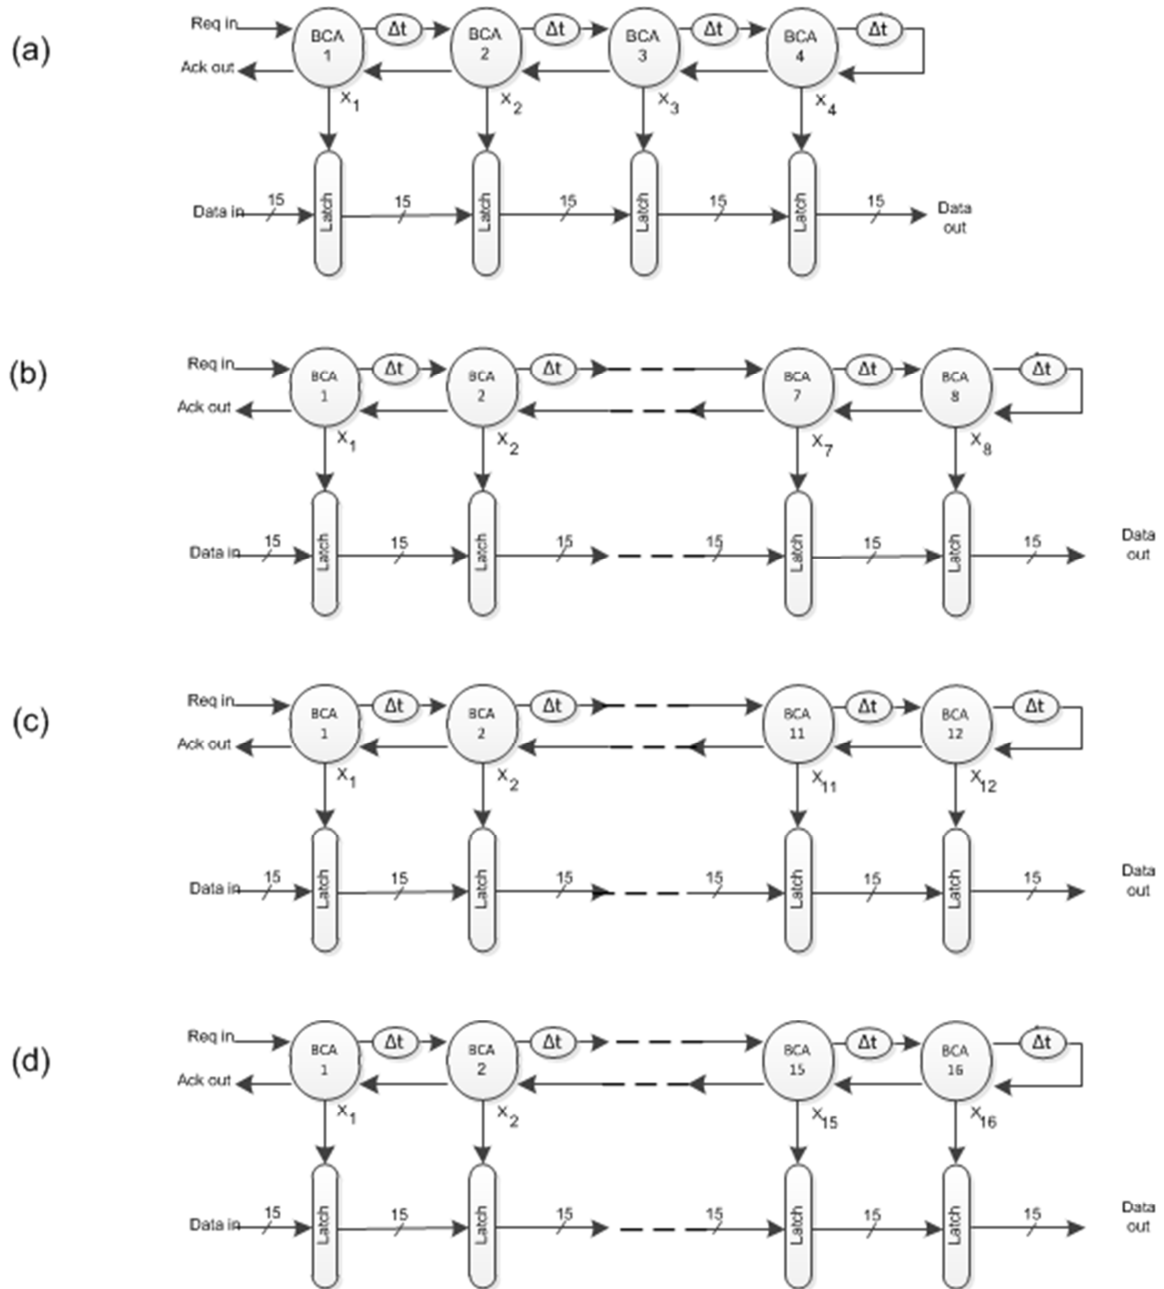 (a)
Req in
BCA
1
Δt
BCA
2
Δt
BCA
3
Δt
BCA
4
Δt
Ack out
X1
X2
X3
X4
Data in
15
Latch
15
Latch
15
Latch
15
Latch
15
Data
out
(b)
Req in
BCA
1
Δt
BCA
2
Δt
BCA
7
Δt
BCA
8
Δt
Ack out
X1
X2
X7
X8
Data in
15
Latch
15
Latch
15
15
Latch
15
Latch
15
Data
out
(c)
Req in
BCA
1
Δt
BCA
2
Δt
BCA
11
Δt
BCA
12
Δt
Ack out
X1
X2
X11
X12
Data in
15
Latch
15
Latch
15
15
Latch
15
Latch
15
Data
out
(d)
Req in
BCA
1
Δt
BCA
2
Δt
BCA
15
Δt
BCA
16
Δt
Ack out
X1
X2
X15
X16
Data in
15
Latch
15
Latch
15
15
Latch
15
Latch
15
Data
out